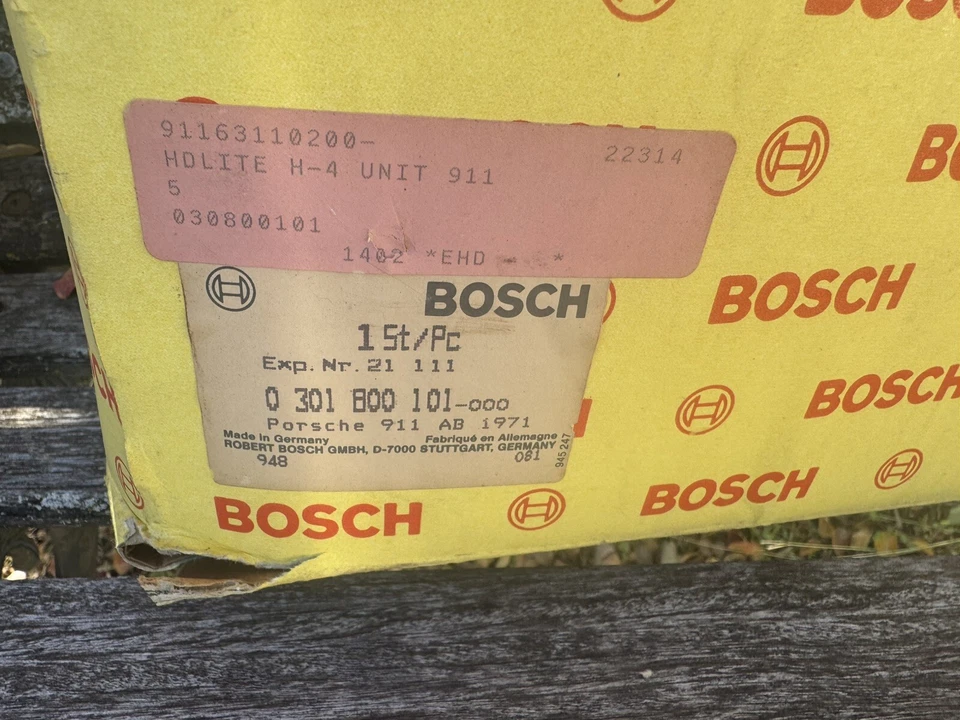 91163110200-
22314
HDLITE H-4 UNIT 911
5
030800101
1402 *EHD - *
BOSCH
1 St/Pc
Exp. Nr. 21 111
0 301 800 101-000
Porsche 911 AB 1971
Made in Germany Fabriqué en Allemagne
ROBERT BOSCH GMBH, D-7000 STUTTGART, GERMANY
948 081
945 247
BOSCH
BOSCH
BOSCH
BOSCH